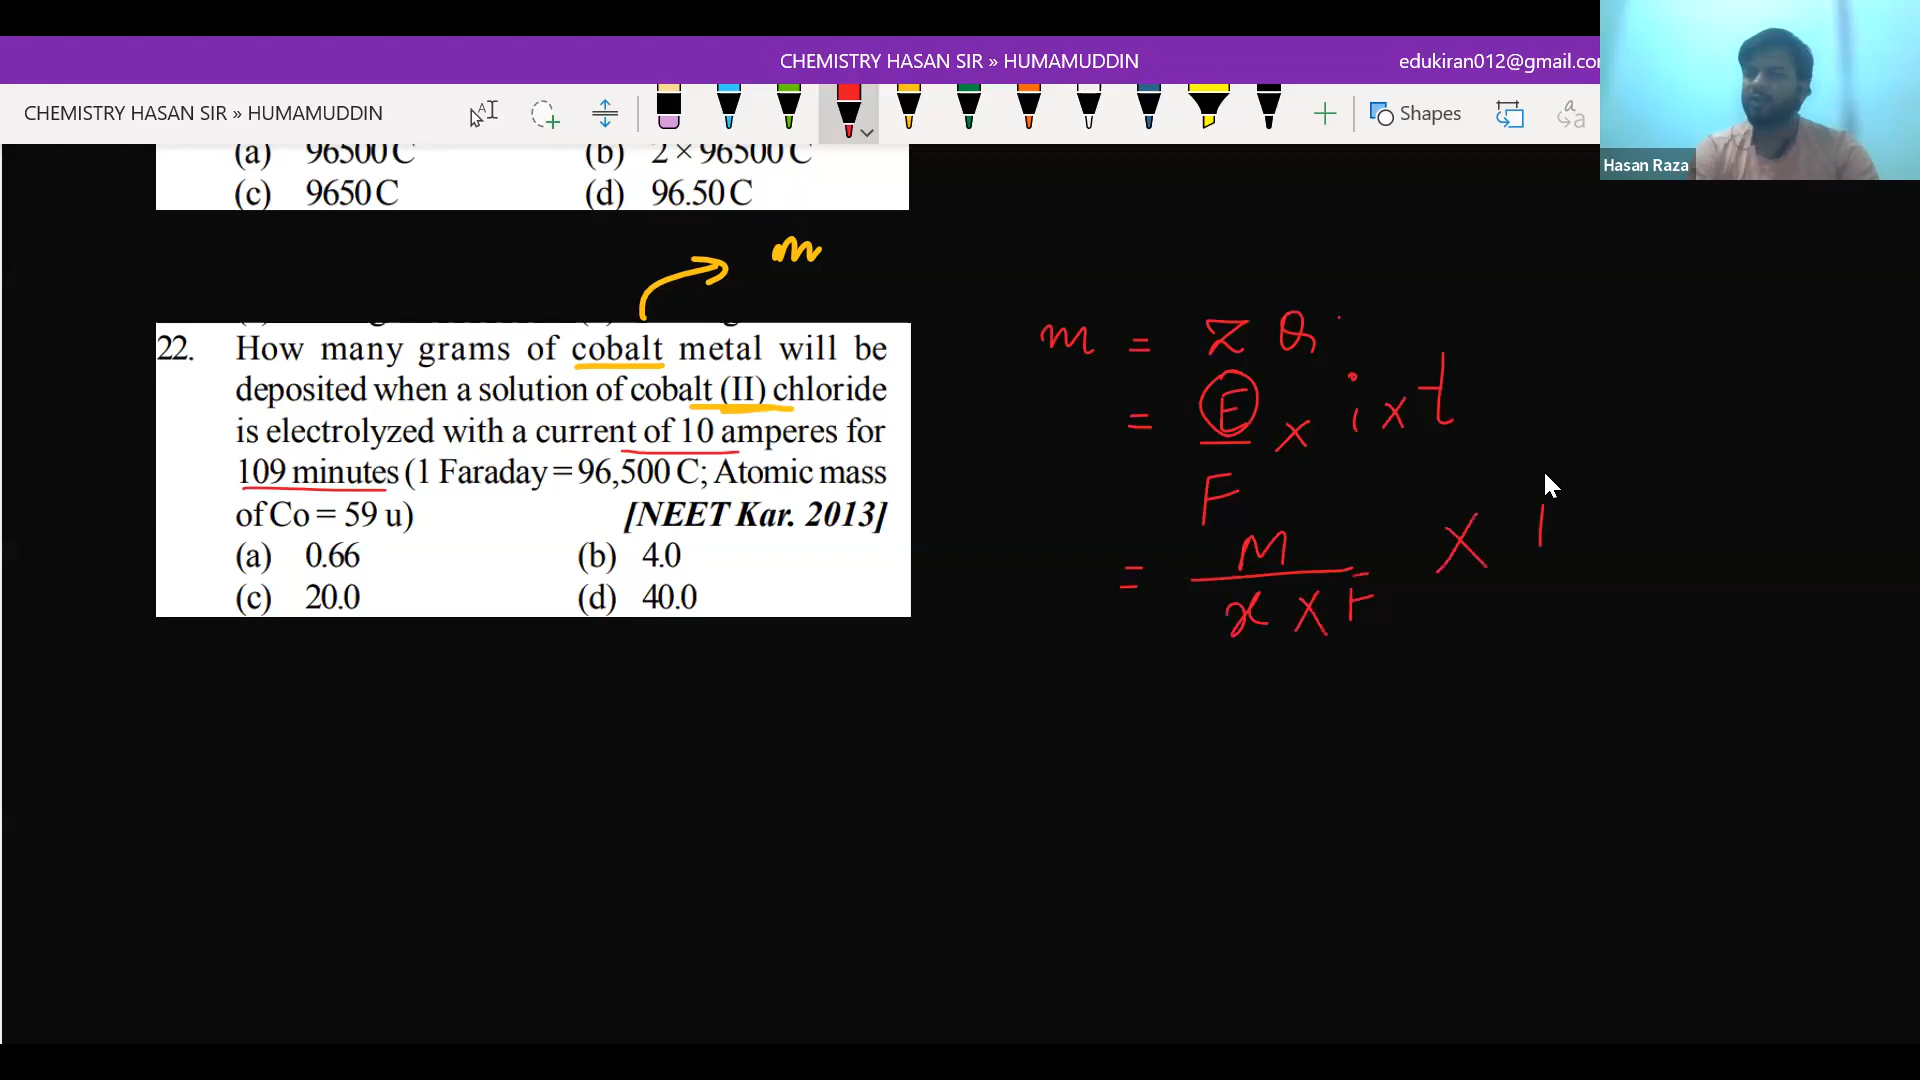 CHEMISTRY HASAN SIR » HUMAMUDDIN
edukiran012@gmail.co
CHEMISTRY HASAN SIR » HUMAMUDDIN
Shapes
Hasan Raza
(a) 96500 C (b) 2 × 96500 C
(c) 9650 C (d) 96.50 C
m
22. How many grams of cobalt metal will be
deposited when a solution of cobalt (II) chloride
is electrolyzed with a current of 10 amperes for
109 minutes (1 Faraday = 96,500 C; Atomic mass
of Co = 59 u) [NEET Kar. 2013]
(a) 0.66 (b) 4.0
(c) 20.0 (d) 40.0
m = Z Q
= E × i × t
F
= M × 1
x × F